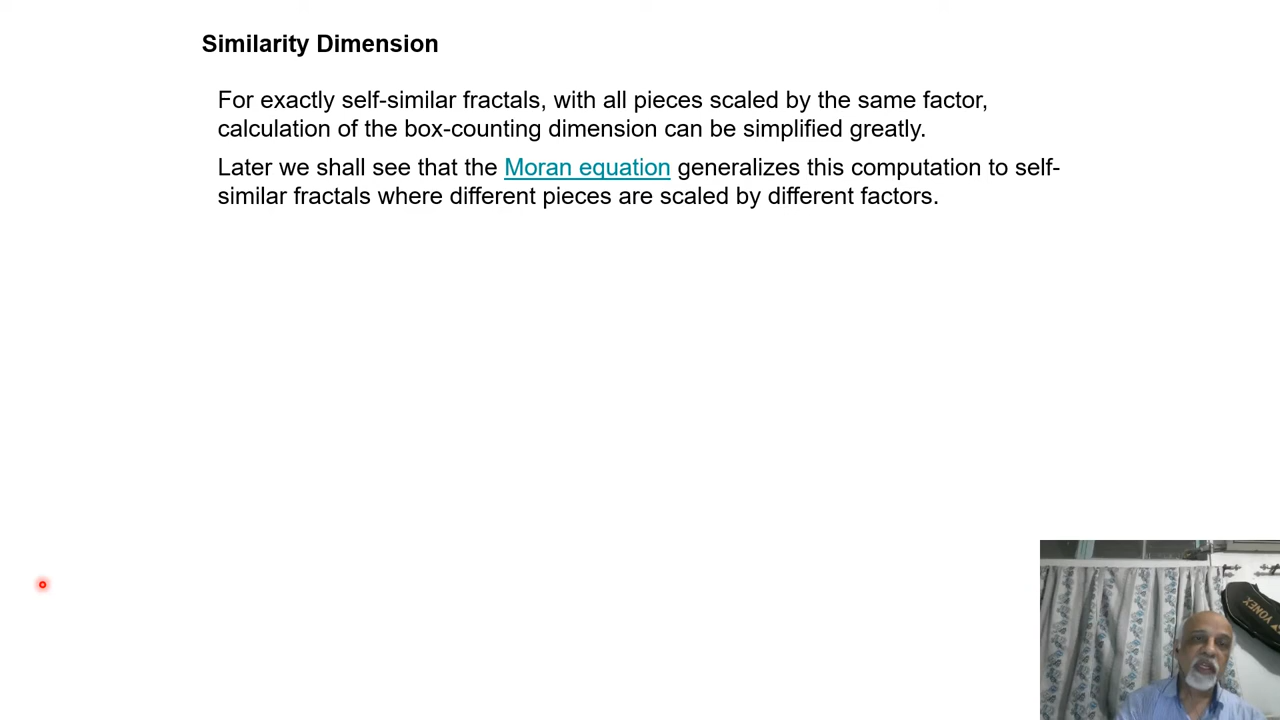 Similarity Dimension
For exactly self-similar fractals, with all pieces scaled by the same factor,
calculation of the box-counting dimension can be simplified greatly.
Later we shall see that the Moran equation generalizes this computation to self-
similar fractals where different pieces are scaled by different factors.
YONEX